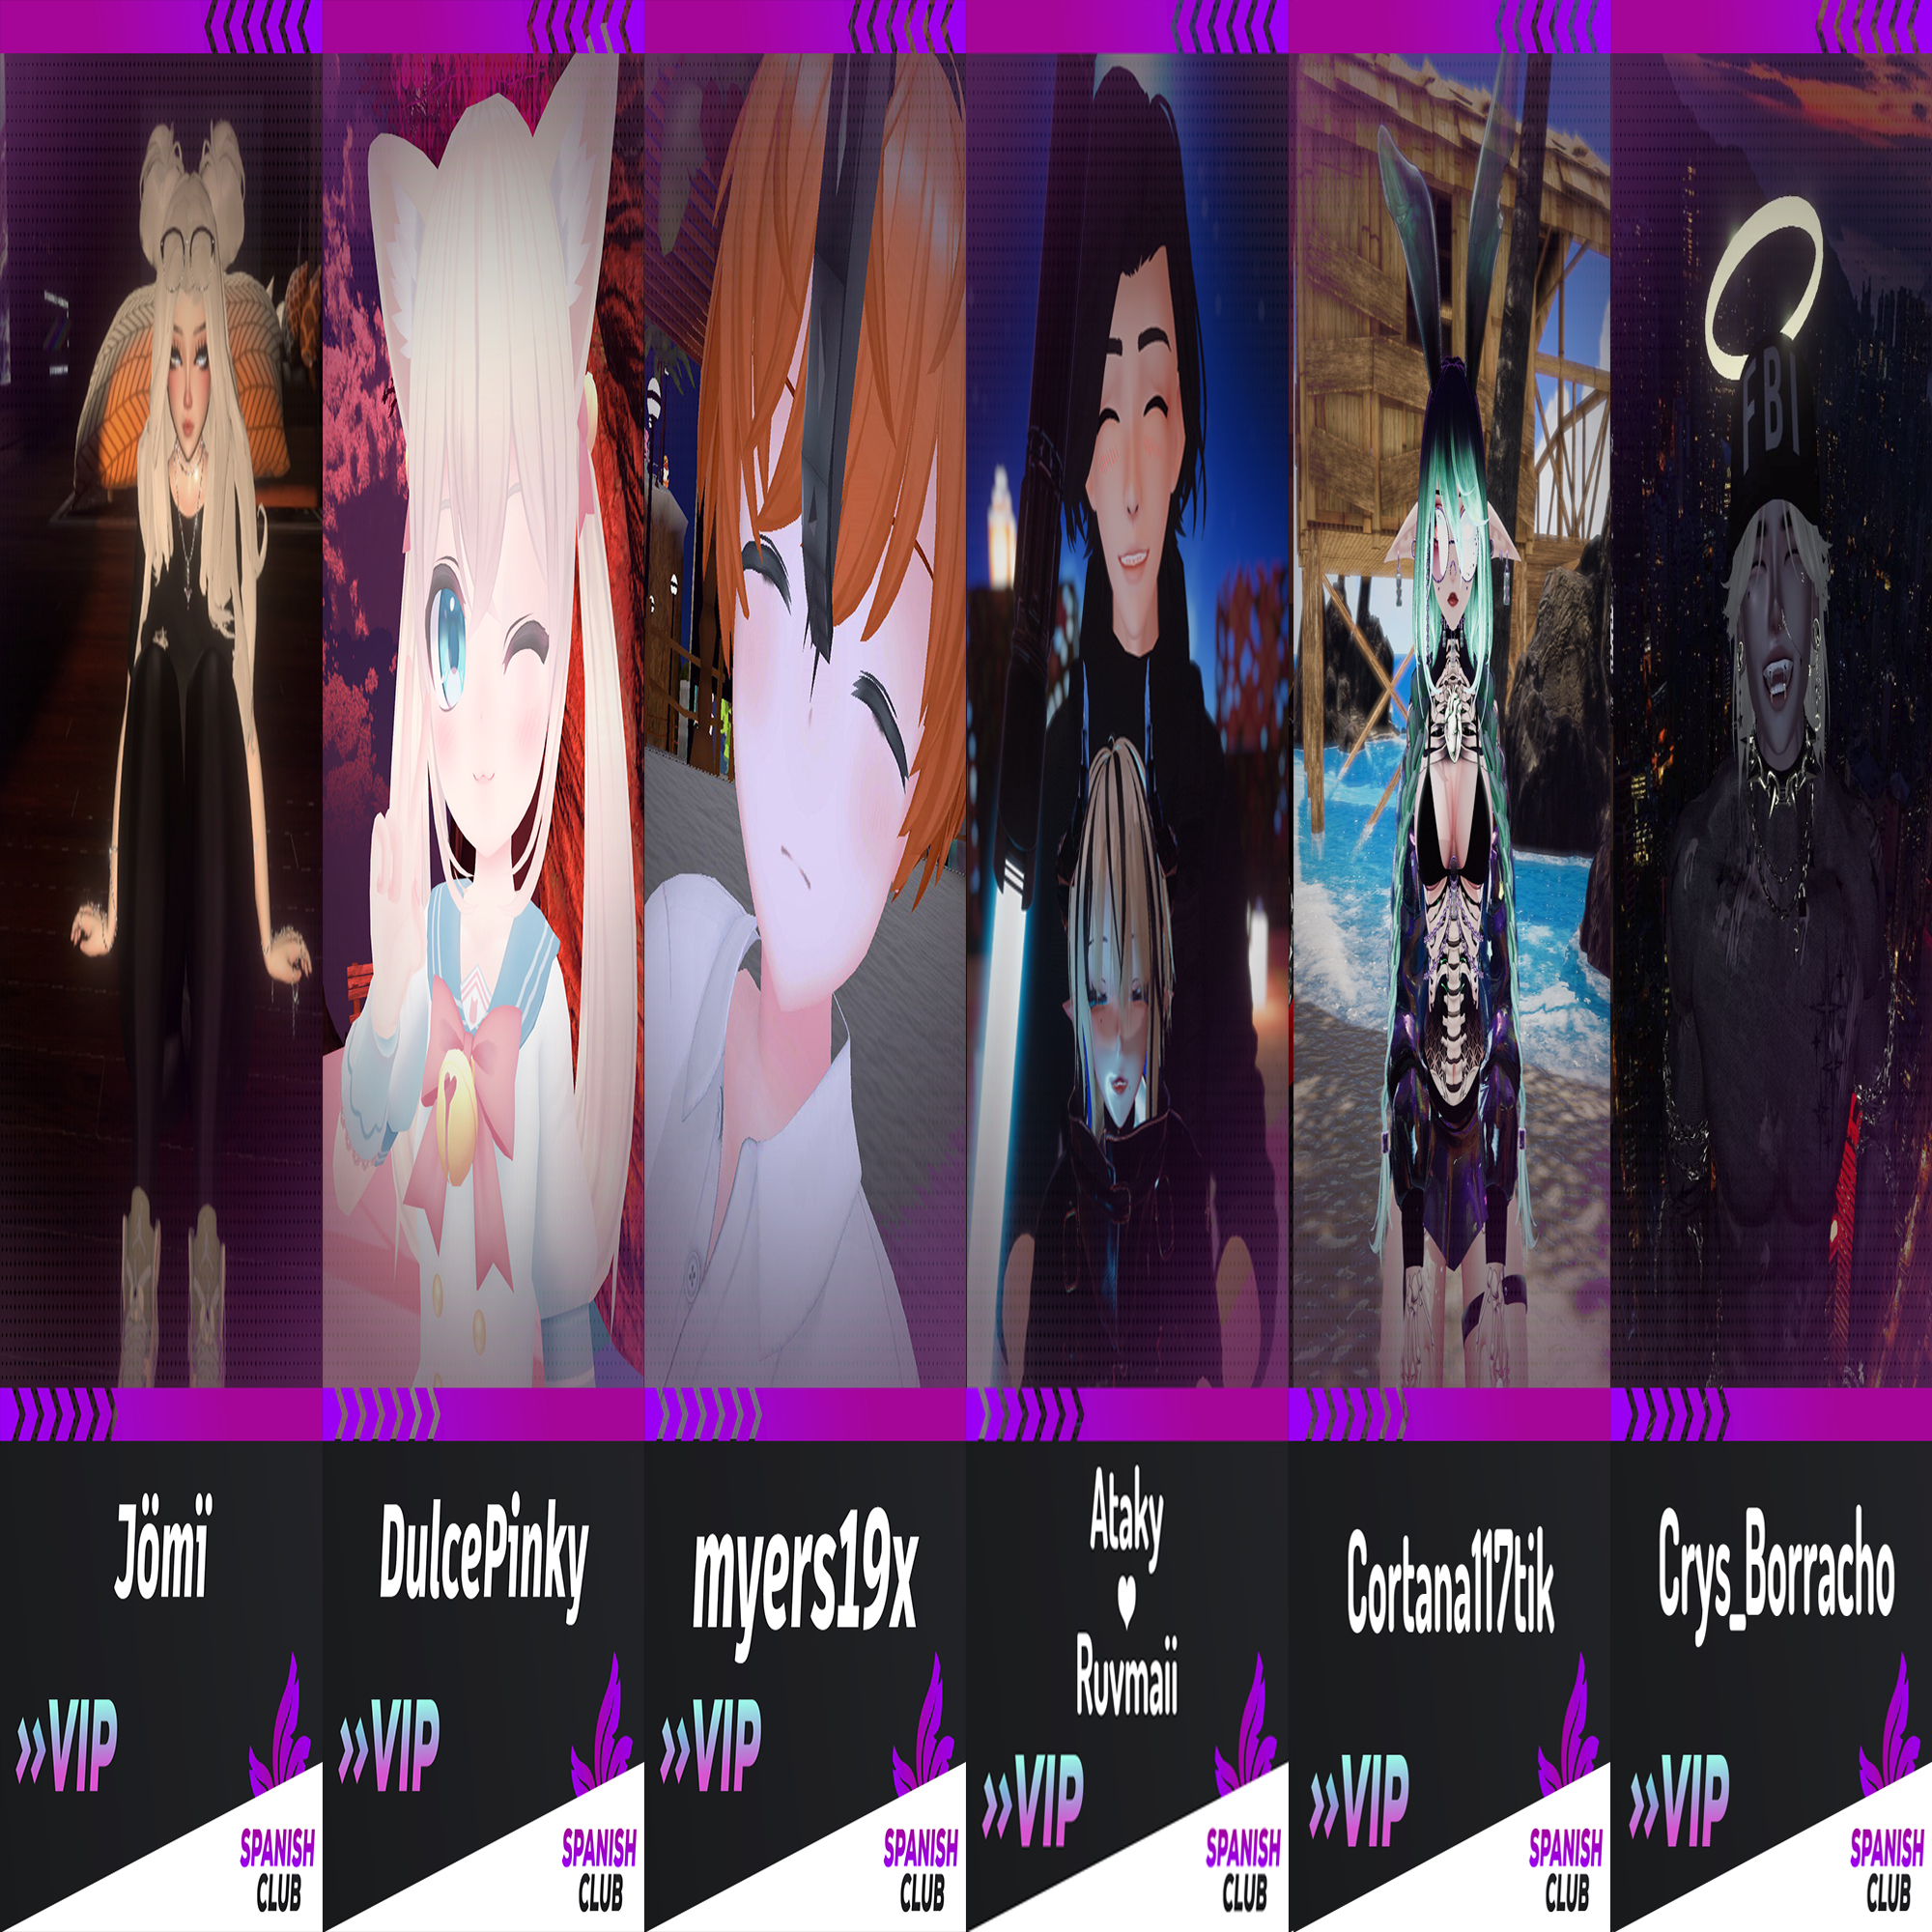 FBI
Jömï
»VIP
SPANISH
CLUB
DulcePinky
»VIP
SPANISH
CLUB
myers19x
»VIP
SPANISH
CLUB
Ataky
♥
Ruvmaii
»VIP
SPANISH
CLUB
Cortana117tik
»VIP
SPANISH
CLUB
Crys_Borracho
»VIP
SPANISH
CLUB